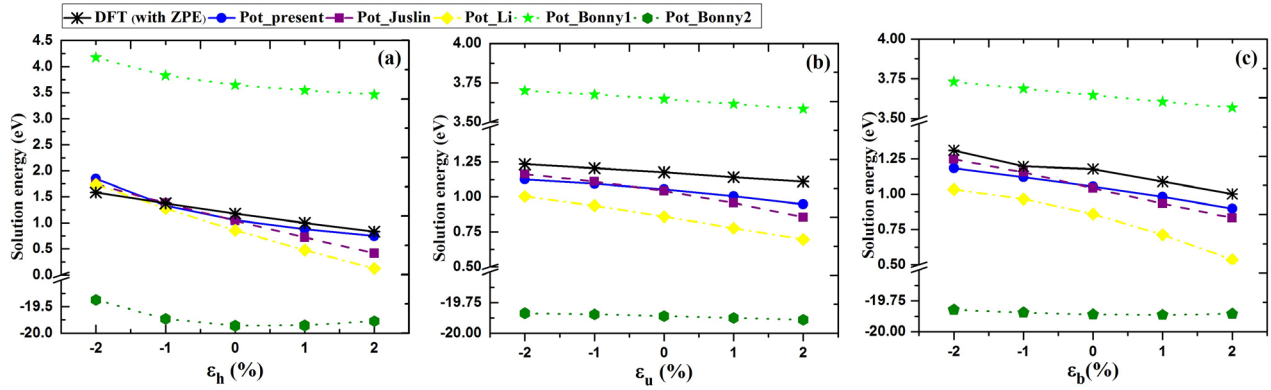 DFT (with ZPE) Pot_present Pot_Juslin Pot_Li Pot_Bonny1 Pot_Bonny2
(a)
Solution energy (eV)
4.5
4.0
3.5
3.0
2.5
2.0
1.5
1.0
0.5
0.0
-19.5
-20.0
-2 -1 0 1 2
εh (%)
(b)
Solution energy (eV)
4.00
3.75
3.50
1.25
1.00
0.75
0.50
-19.75
-20.00
-2 -1 0 1 2
εu (%)
(c)
Solution energy (eV)
4.00
3.75
3.50
1.25
1.00
0.75
0.50
-19.75
-20.00
-2 -1 0 1 2
εb(%)